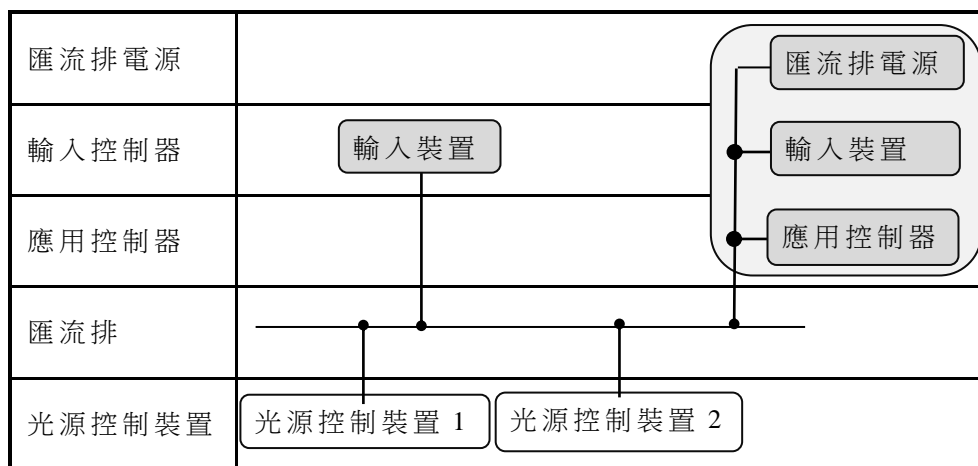 匯流排電源
匯流排電源
輸入控制器
輸入裝置
輸入裝置
應用控制器
應用控制器
匯流排
光源控制裝置
光源控制裝置 1
光源控制裝置 2